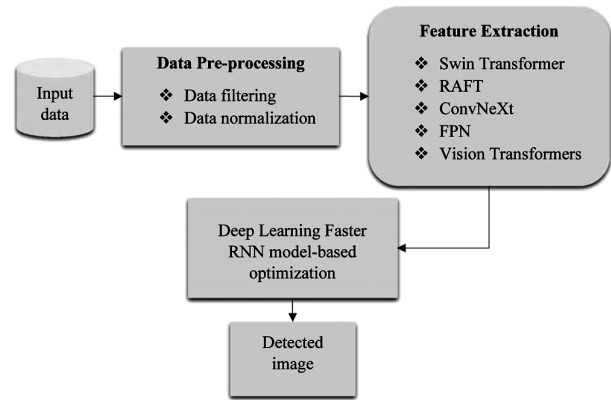 Input
data
Data Pre-processing
❖ Data filtering
❖ Data normalization
Feature Extraction
❖ Swin Transformer
❖ RAFT
❖ ConvNeXt
❖ FPN
❖ Vision Transformers
Deep Learning Faster
RNN model-based
optimization
Detected
image